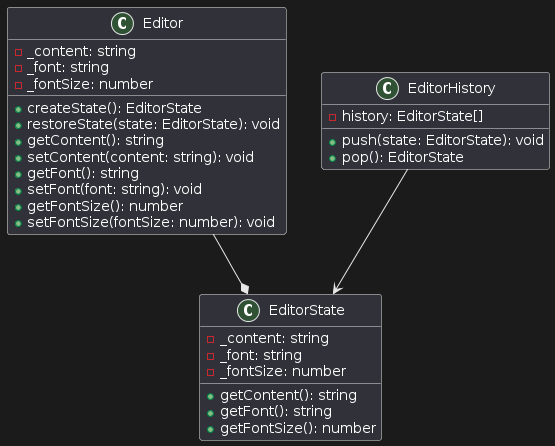 C Editor
_content: string
_font: string
_fontSize: number
createState(): EditorState
restoreState(state: EditorState): void
getContent(): string
setContent(content: string): void
getFont(): string
setFont(font: string): void
getFontSize(): number
setFontSize(fontSize: number): void
C EditorHistory
history: EditorState[]
push(state: EditorState): void
pop(): EditorState
C EditorState
_content: string
_font: string
_fontSize: number
getContent(): string
getFont(): string
getFontSize(): number